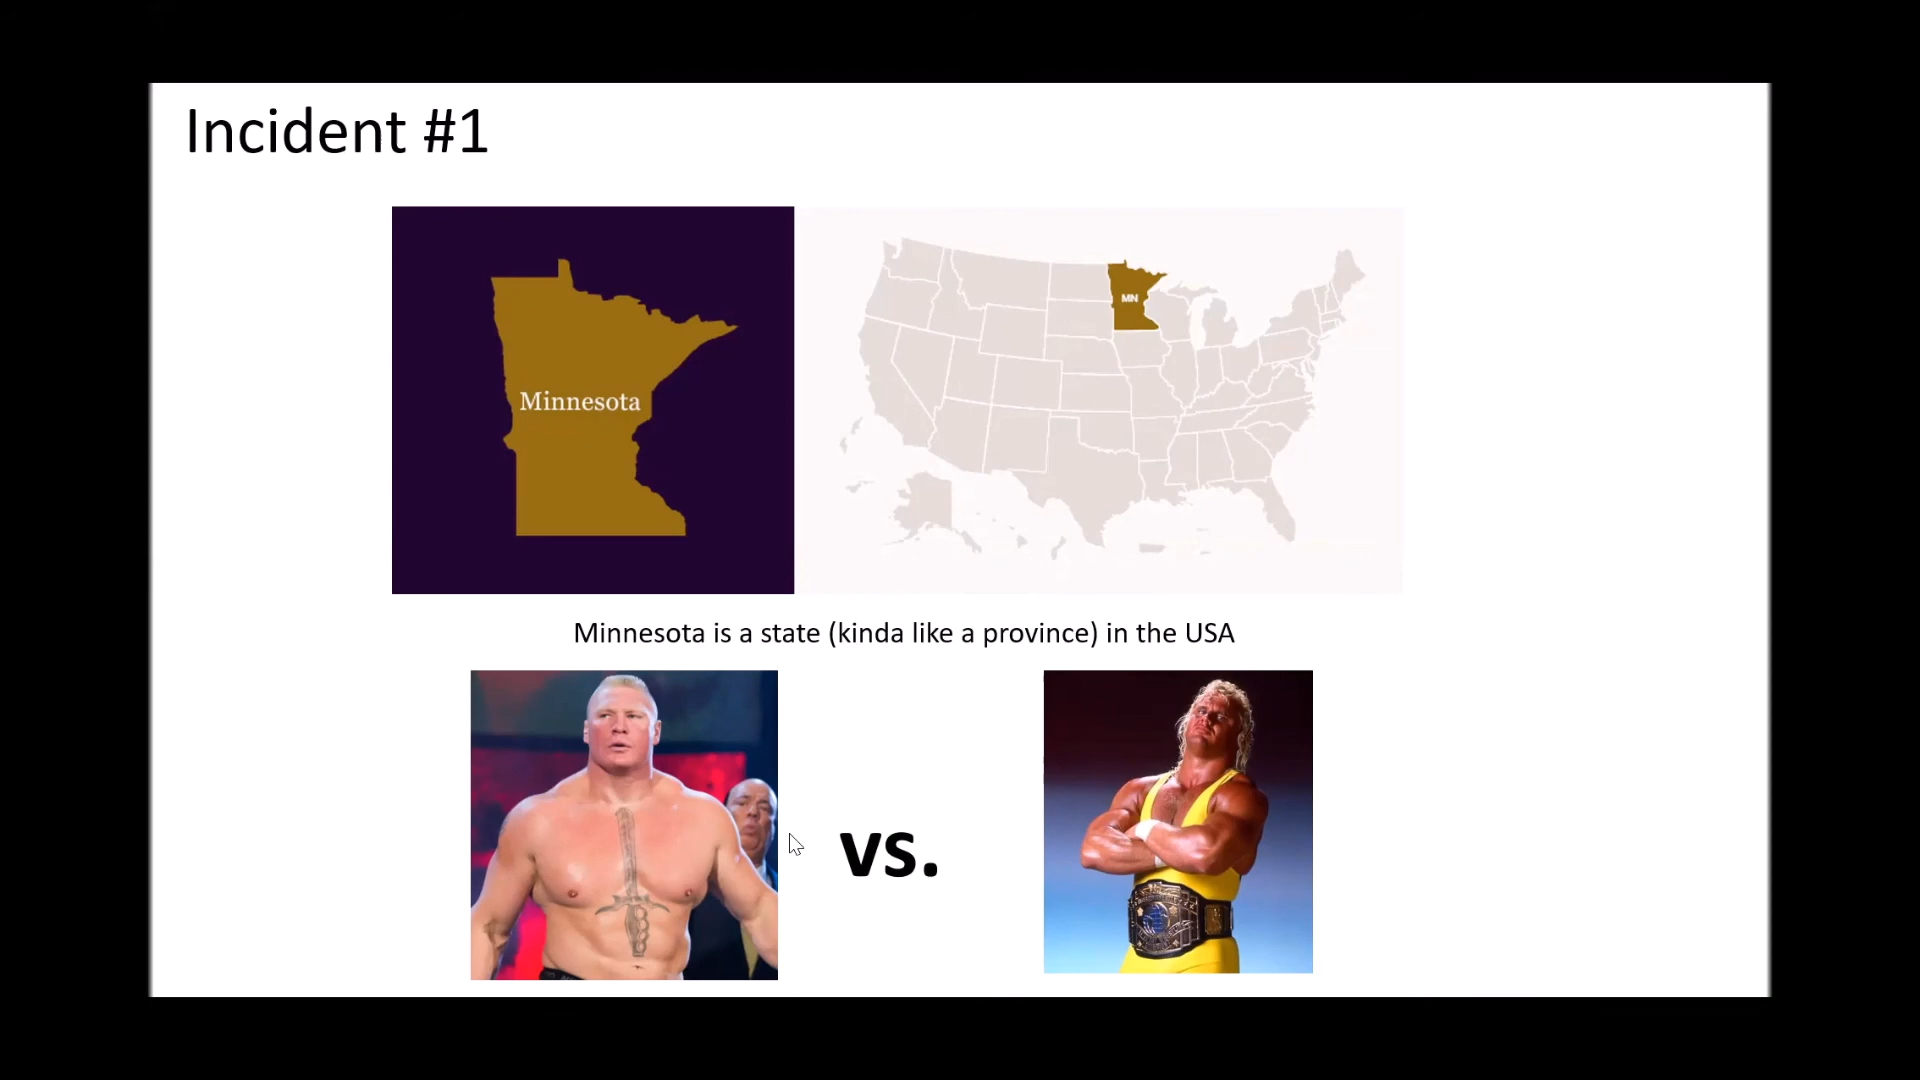 Incident #1
Minnesota
MN
Minnesota is a state (kinda like a province) in the USA
vs.